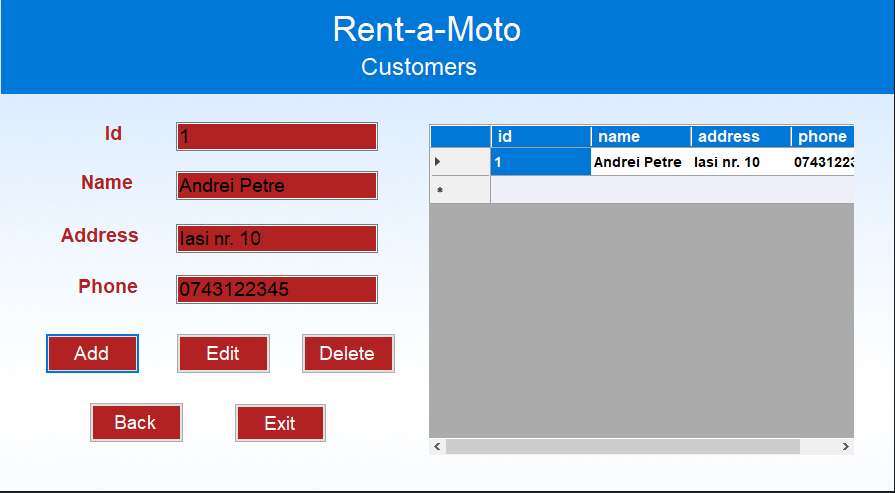 Rent-a-Moto
Customers
Id
1
Name
Andrei Petre
Address
Iasi nr. 10
Phone
0743122345
Add
Edit
Delete
Back
Exit
id name address phone
1 Andrei Petre Iasi nr. 10 07431223
*